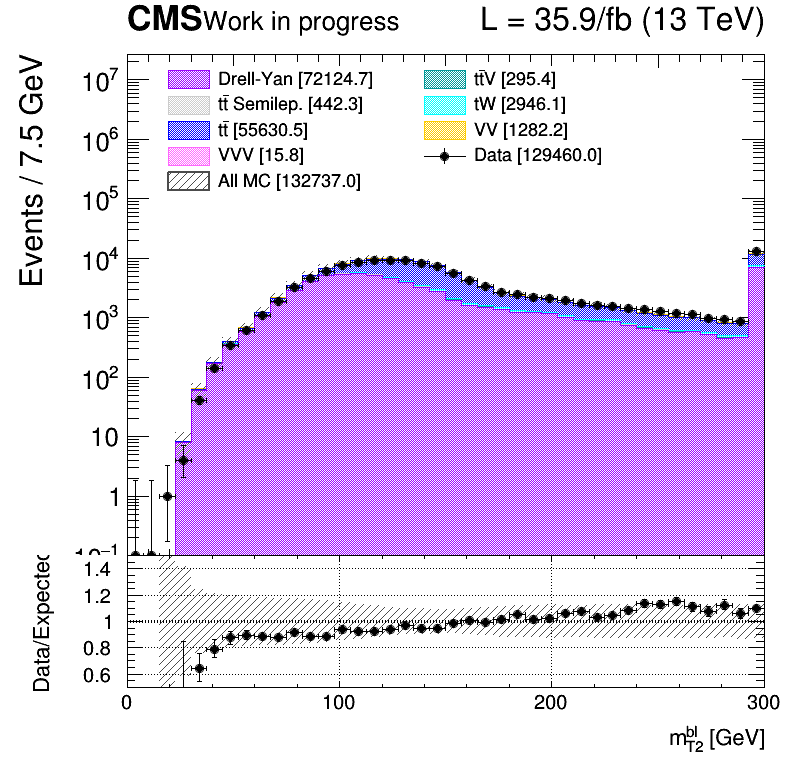 CMS Work in progress L = 35.9/fb (13 TeV)
Events / 7.5 GeV
10⁷
10⁶
10⁵
10⁴
10³
10²
10
1
10⁻¹
Drell-Yan [72124.7]
tt̄ Semilep. [442.3]
tt̄ [55630.5]
VVV [15.8]
All MC [132737.0]
tt̄V [295.4]
tW [2946.1]
VV [1282.2]
Data [129460.0]
Data/Expected
1.4
1.2
1
0.8
0.6
0 100 200 300
m_{T2}^{bl} [GeV]